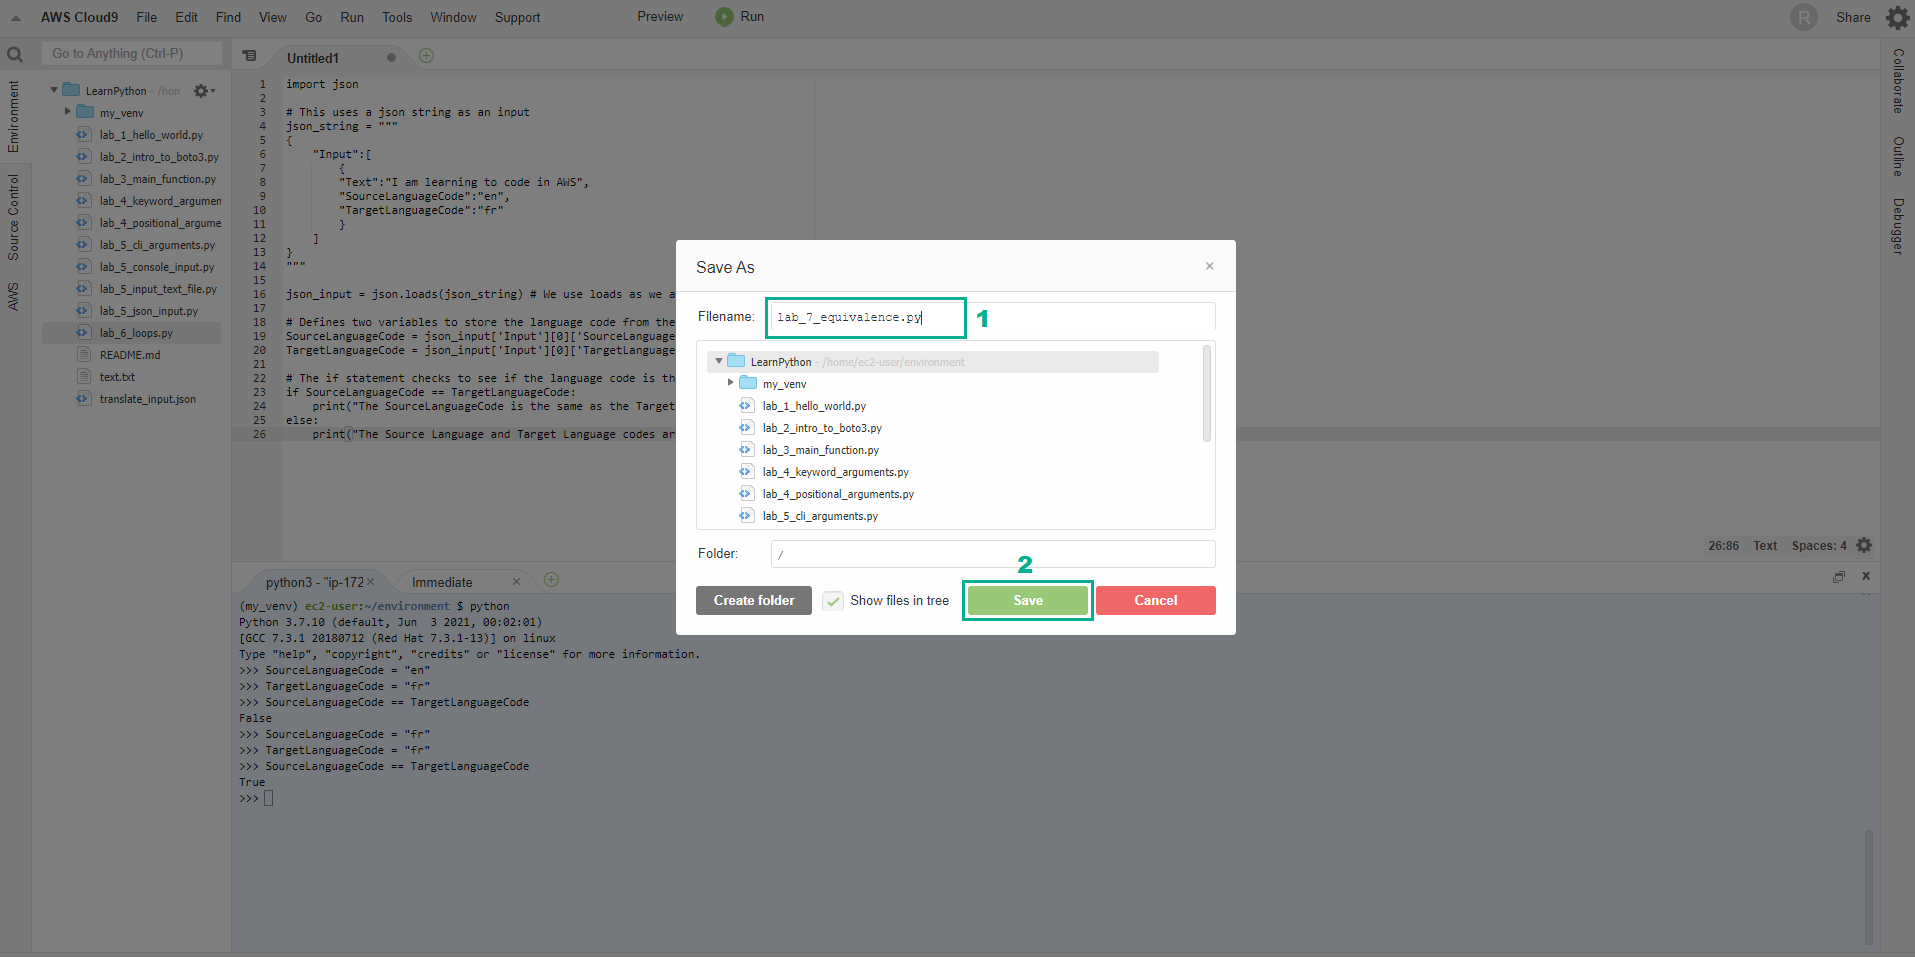 AWS Cloud9 File Edit Find View Go Run Tools Window Support Preview Run R Share
Go to Anything (Ctrl-P)
Environment
Source Control
AWS
LearnPython - /hom
my_venv
lab_1_hello_world.py
lab_2_intro_to_boto3.py
lab_3_main_function.py
lab_4_keyword_argumen
lab_4_positional_argume
lab_5_cli_arguments.py
lab_5_console_input.py
lab_5_input_text_file.py
lab_5_json_input.py
lab_6_loops.py
README.md
text.txt
translate_input.json
Untitled1
1 import json
2
3 # This uses a json string as an input
4 json_string = """
5 {
6 "Input":[
7 {
8 "Text":"I am learning to code in AWS",
9 "SourceLanguageCode":"en",
10 "TargetLanguageCode":"fr"
11 }
12 ]
13 }
14 """
15
16 json_input = json.loads(json_string) # We use loads as we a
17
18 # Defines two variables to store the language code from the
19 SourceLanguageCode = json_input['Input'][0]['SourceLanguage
20 TargetLanguageCode = json_input['Input'][0]['TargetLanguage
21
22 # The if statement checks to see if the language code is th
23 if SourceLanguageCode == TargetLanguageCode:
24 print("The SourceLanguageCode is the same as the Target
25 else:
26 print("The Source Language and Target Language codes ar
26:86 Text Spaces: 4
Collaborate
Outline
Debugger
Save As ×
Filename: lab_7_equivalence.py 1
LearnPython - /home/ec2-user/environment
my_venv
lab_1_hello_world.py
lab_2_intro_to_boto3.py
lab_3_main_function.py
lab_4_keyword_arguments.py
lab_4_positional_arguments.py
lab_5_cli_arguments.py
Folder: /
2
Create folder Show files in tree Save Cancel
python3 - "ip-172 × Immediate ×
(my_venv) ec2-user:~/environment $ python
Python 3.7.10 (default, Jun  3 2021, 00:02:01)
[GCC 7.3.1 20180712 (Red Hat 7.3.1-13)] on linux
Type "help", "copyright", "credits" or "license" for more information.
>>> SourceLanguageCode = "en"
>>> TargetLanguageCode = "fr"
>>> SourceLanguageCode == TargetLanguageCode
False
>>> SourceLanguageCode = "fr"
>>> TargetLanguageCode = "fr"
>>> SourceLanguageCode == TargetLanguageCode
True
>>>